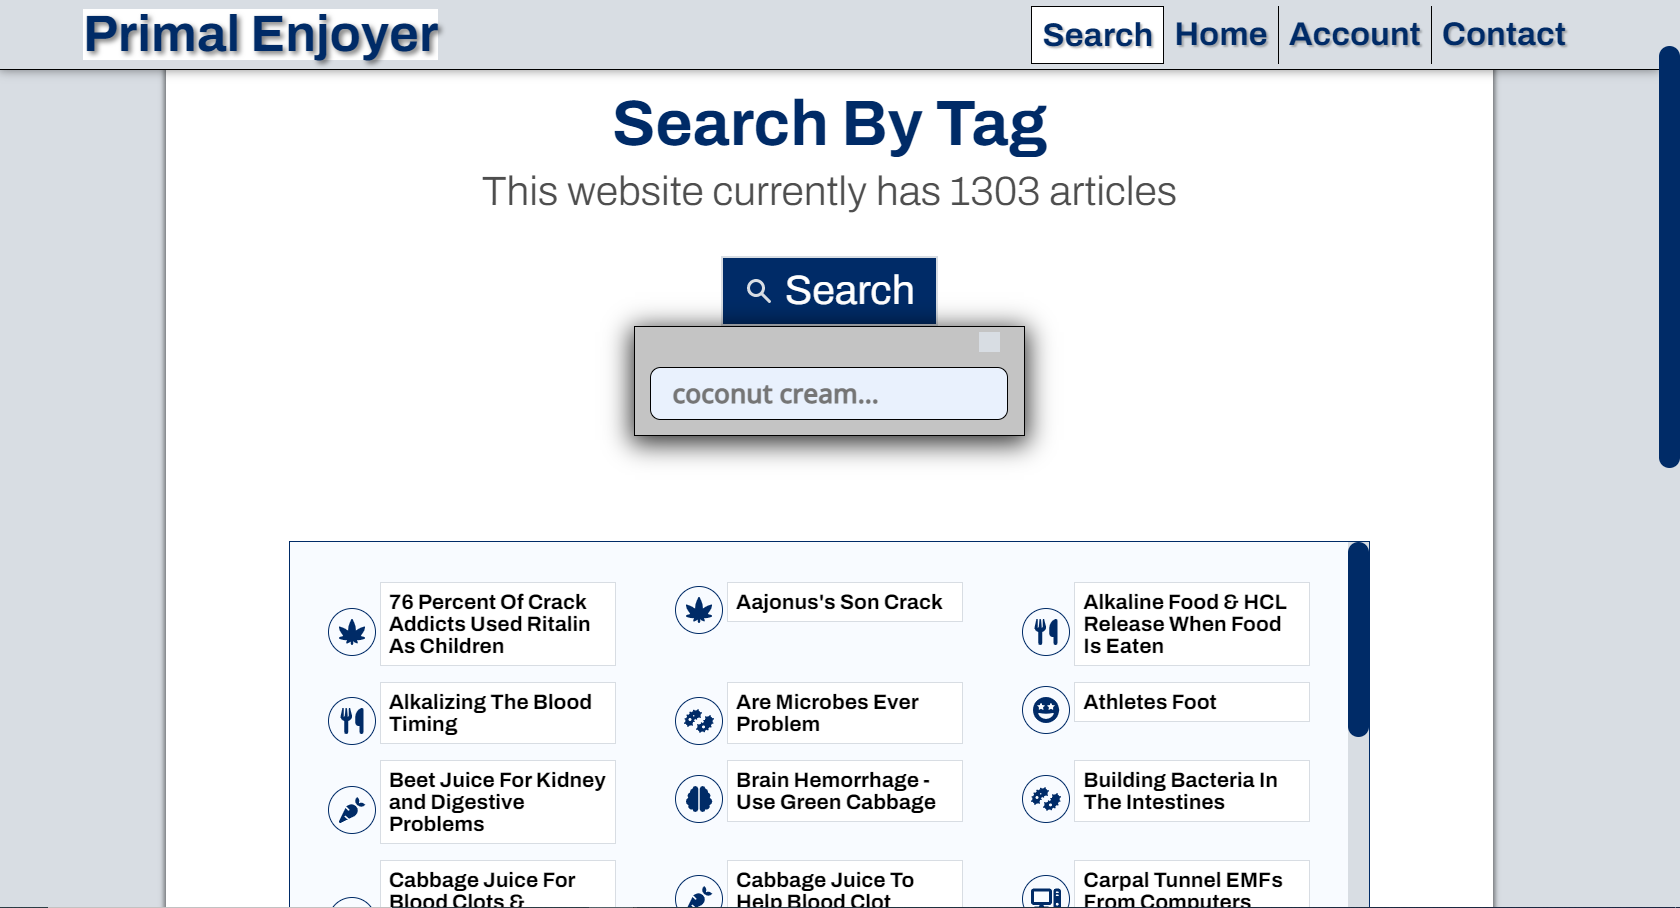 Primal Enjoyer
Search
Home
Account
Contact
Search By Tag
This website currently has 1303 articles
Search
coconut cream...
76 Percent Of Crack
Addicts Used Ritalin
As Children
Aajonus's Son Crack
Alkaline Food & HCL
Release When Food
Is Eaten
Alkalizing The Blood
Timing
Are Microbes Ever
Problem
Athletes Foot
Beet Juice For Kidney
and Digestive
Problems
Brain Hemorrhage -
Use Green Cabbage
Building Bacteria In
The Intestines
Cabbage Juice For
Blood Clots &
Cabbage Juice To
Help Blood Clot
Carpal Tunnel EMFs
From Computers